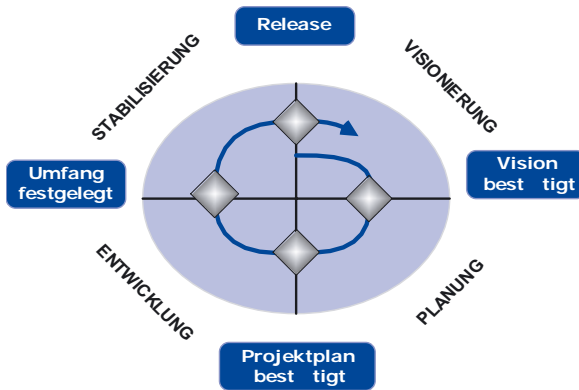 Release
STABILISIERUNG
VISIONIERUNG
Umfang
festgelegt
Vision
best tigt
ENTWICKLUNG
PLANUNG
Projektplan
best tigt